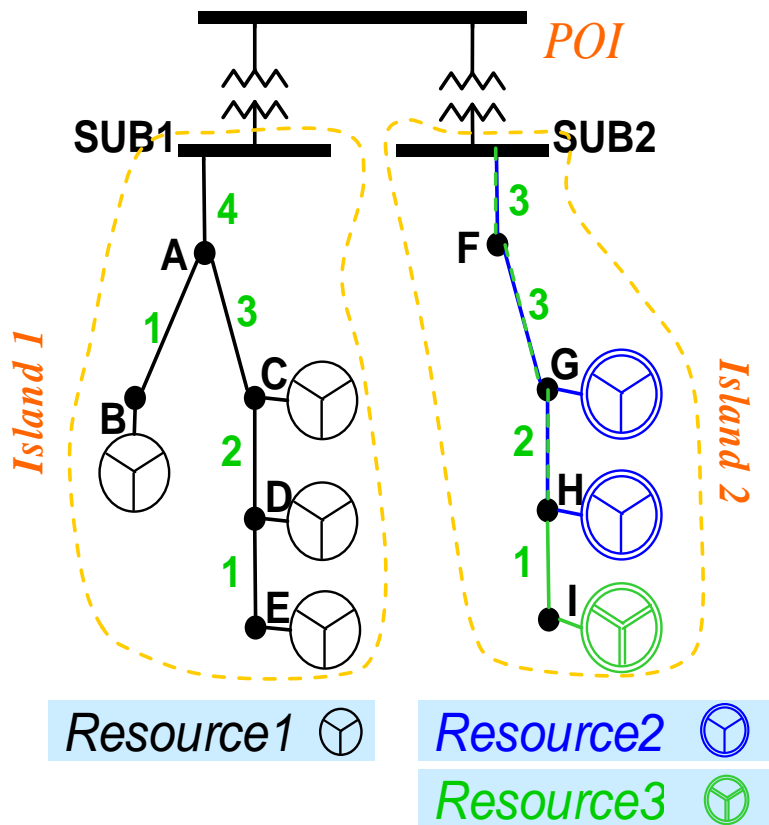 POI
SUB1
SUB2
4
3
A
F
1
3
3
Island 1
Island 2
C
G
B
2
2
D
H
1
1
E
I
Resource1
Resource2
Resource3